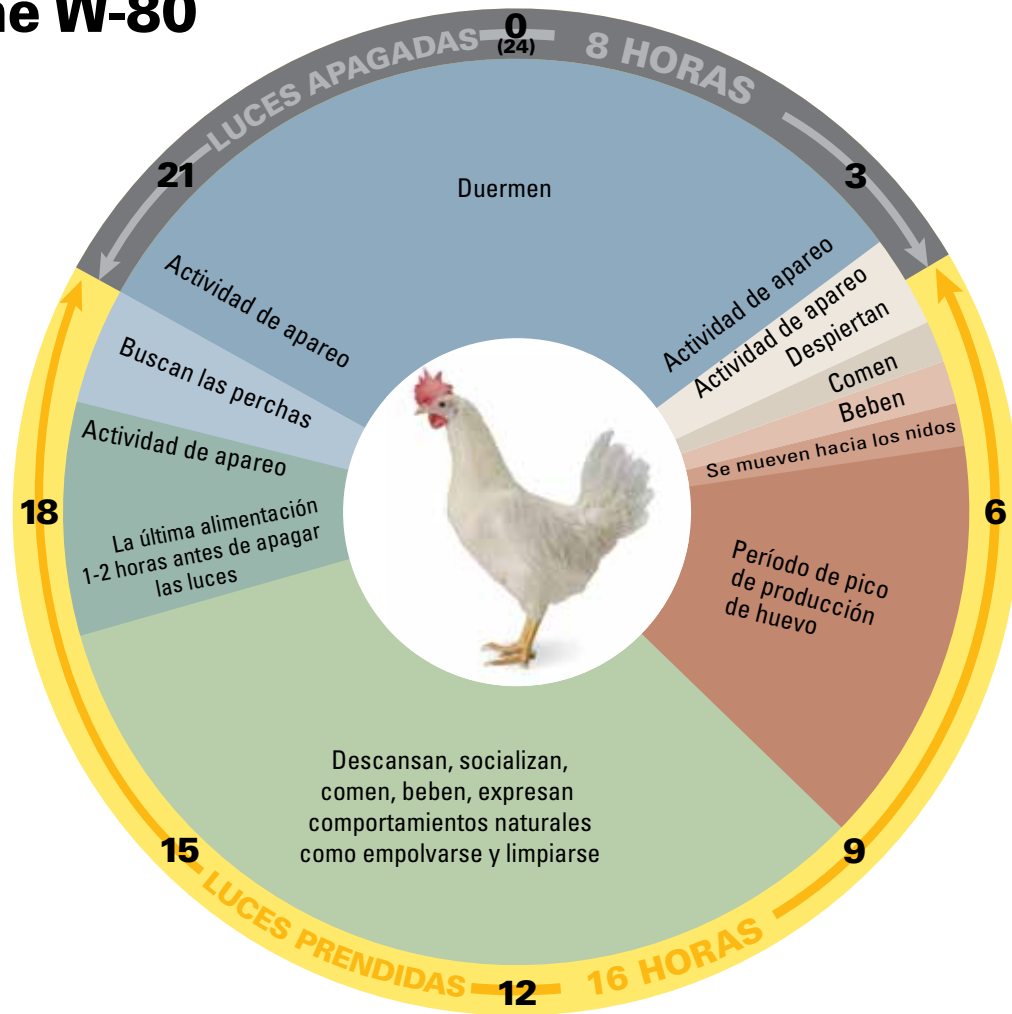 ne W-80
LUCES APAGADAS
0
(24)
8 HORAS
21
3
Duermen
Actividad de apareo
Actividad de apareo
Actividad de apareo
Despiertan
Buscan las perchas
Comen
Beben
Se mueven hacia los nidos
Actividad de apareo
18
6
La última alimentación
1-2 horas antes de apagar
las luces
Período de pico
de producción
de huevo
Descansan, socializan,
comen, beben, expresan
comportamientos naturales
como empolvarse y limpiarse
15
9
LUCES PRENDIDAS
12
16 HORAS